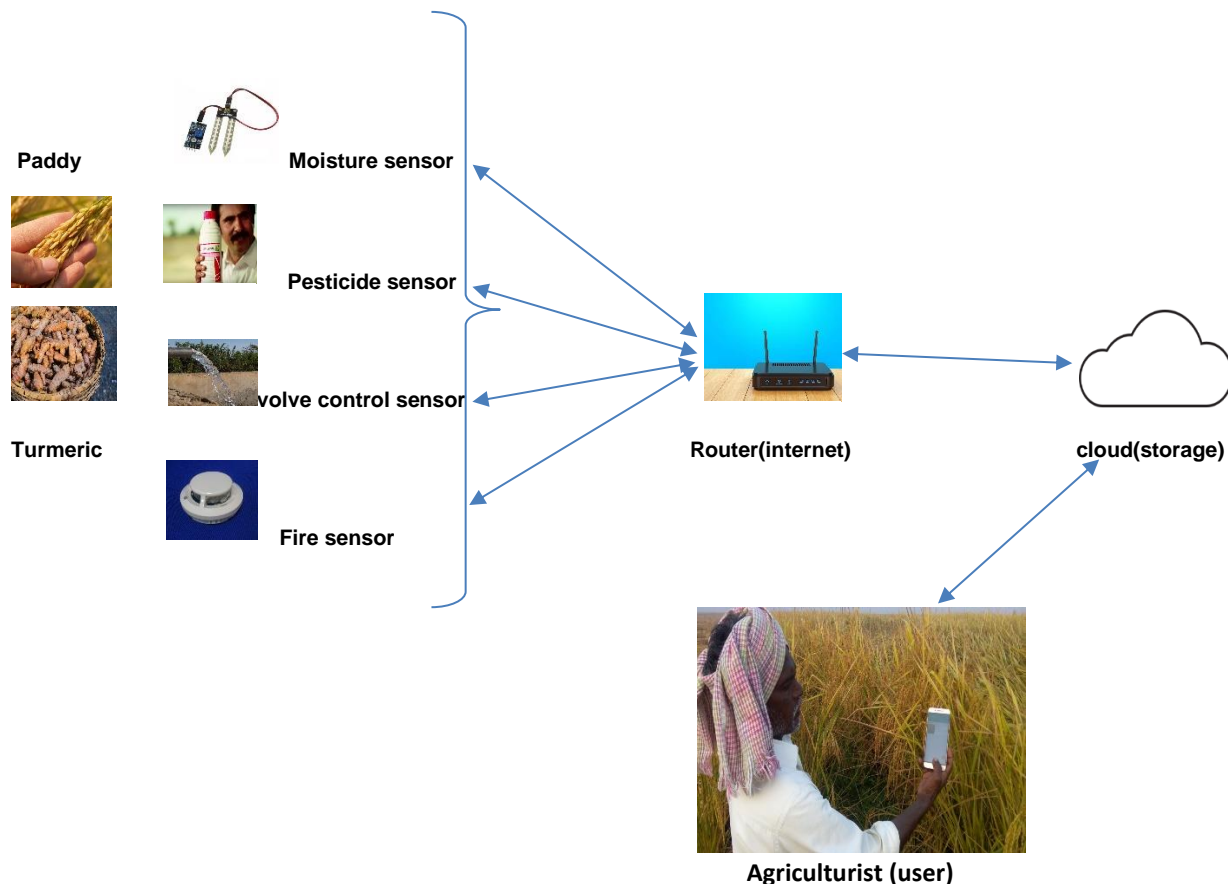 Paddy
Moisture sensor
Pesticide sensor
volve control sensor
Turmeric
Router(internet)
cloud(storage)
Fire sensor
Agriculturist (user)